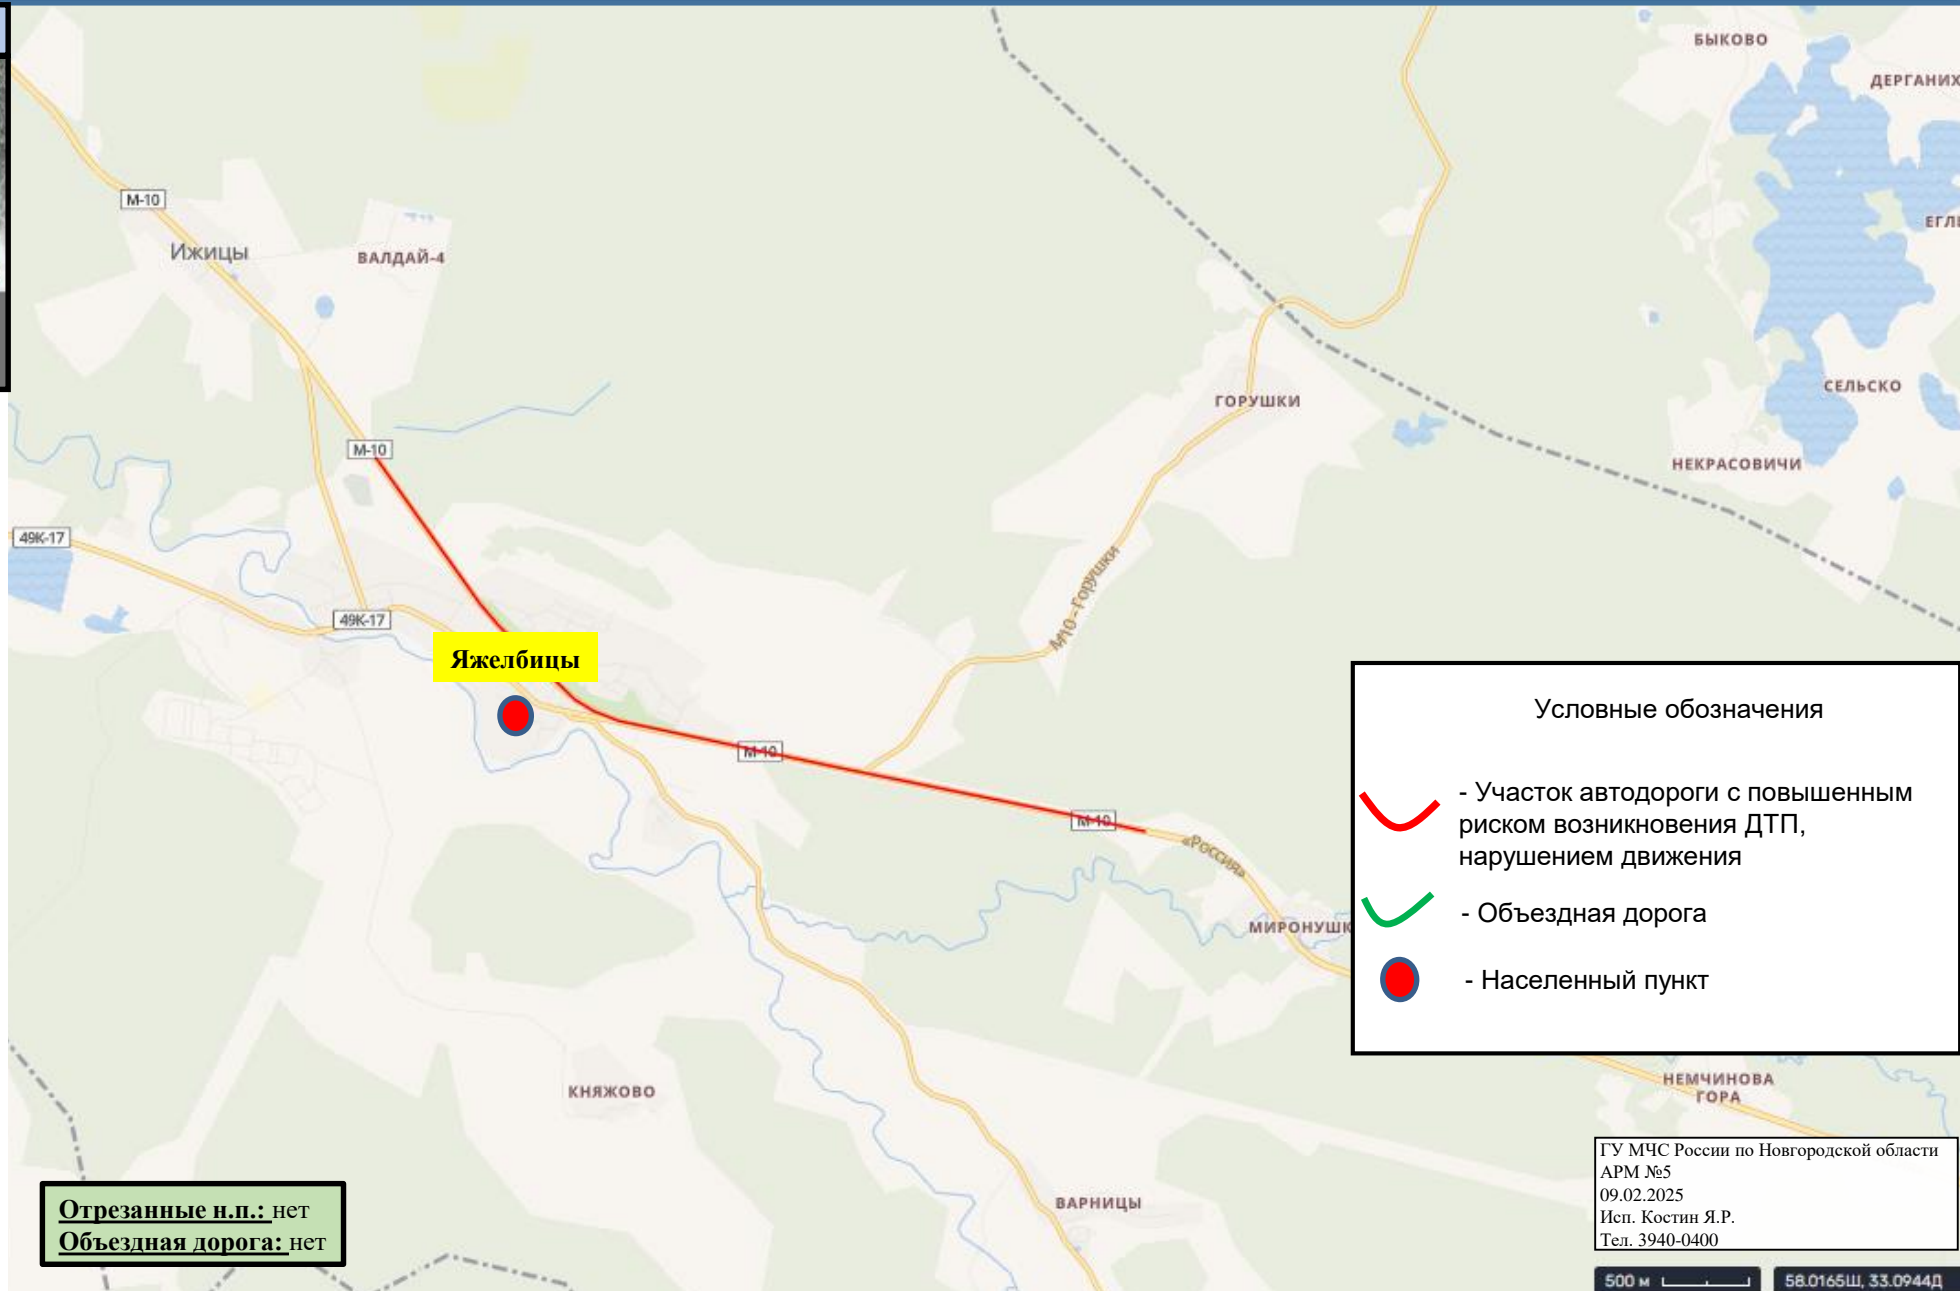 БЫКОВО
ДЕРГАНИХ
М-10
ЕГЛ
Ижицы
ВАЛДАЙ-4
СЕЛЬСКО
ГОРУШКИ
М-10
НЕКРАСОВИЧИ
49К-17
М-10 - Горушки
49К-17
Яжелбицы
М-10
М-10
«Россия»
МИРОНУШК
Условные обозначения
- Участок автодороги с повышенным
риском возникновения ДТП,
нарушением движения
- Объездная дорога
- Населенный пункт
НЕМЧИНОВА
ГОРА
КНЯЖОВО
ВАРНИЦЫ
Отрезанные н.п.: нет
Объездная дорога: нет
ГУ МЧС России по Новгородской области
АРМ №5
09.02.2025
Исп. Костин Я.Р.
Тел. 3940-0400
500 м
58.0165Ш, 33.0944Д